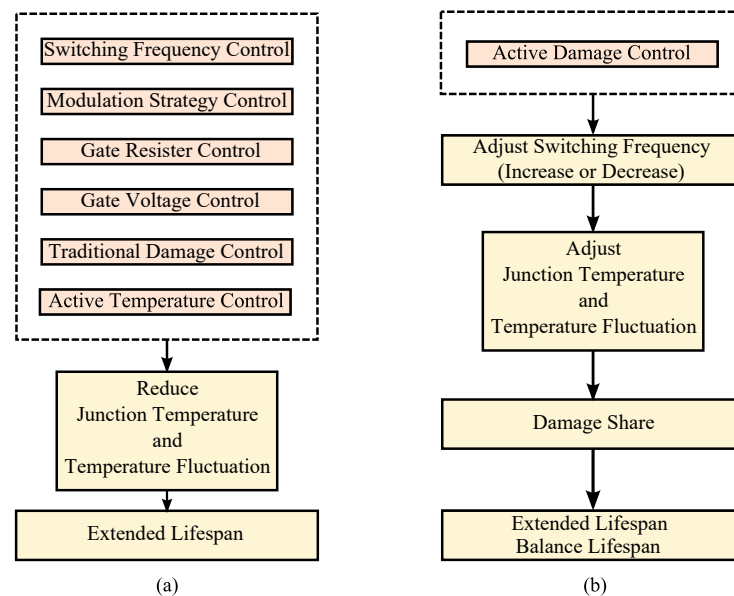 Switching Frequency Control
Modulation Strategy Control
Gate Resister Control
Gate Voltage Control
Traditional Damage Control
Active Temperature Control
Reduce
Junction Temperature
and
Temperature Fluctuation
Extended Lifespan
(a)
Active Damage Control
Adjust Switching Frequency
(Increase or Decrease)
Adjust
Junction Temperature
and
Temperature Fluctuation
Damage Share
Extended Lifespan
Balance Lifespan
(b)